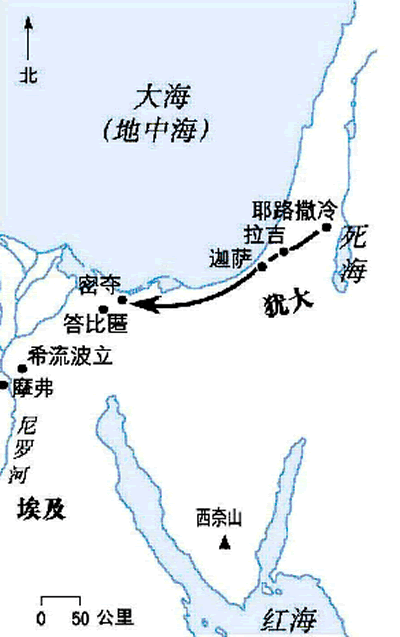 北
大海
(地中海)
耶路撒冷
拉吉
迦萨
死海
犹大
密夺
答比匿
希流波立
摩弗
尼罗河
埃及
西奈山
0 50 公里
红海